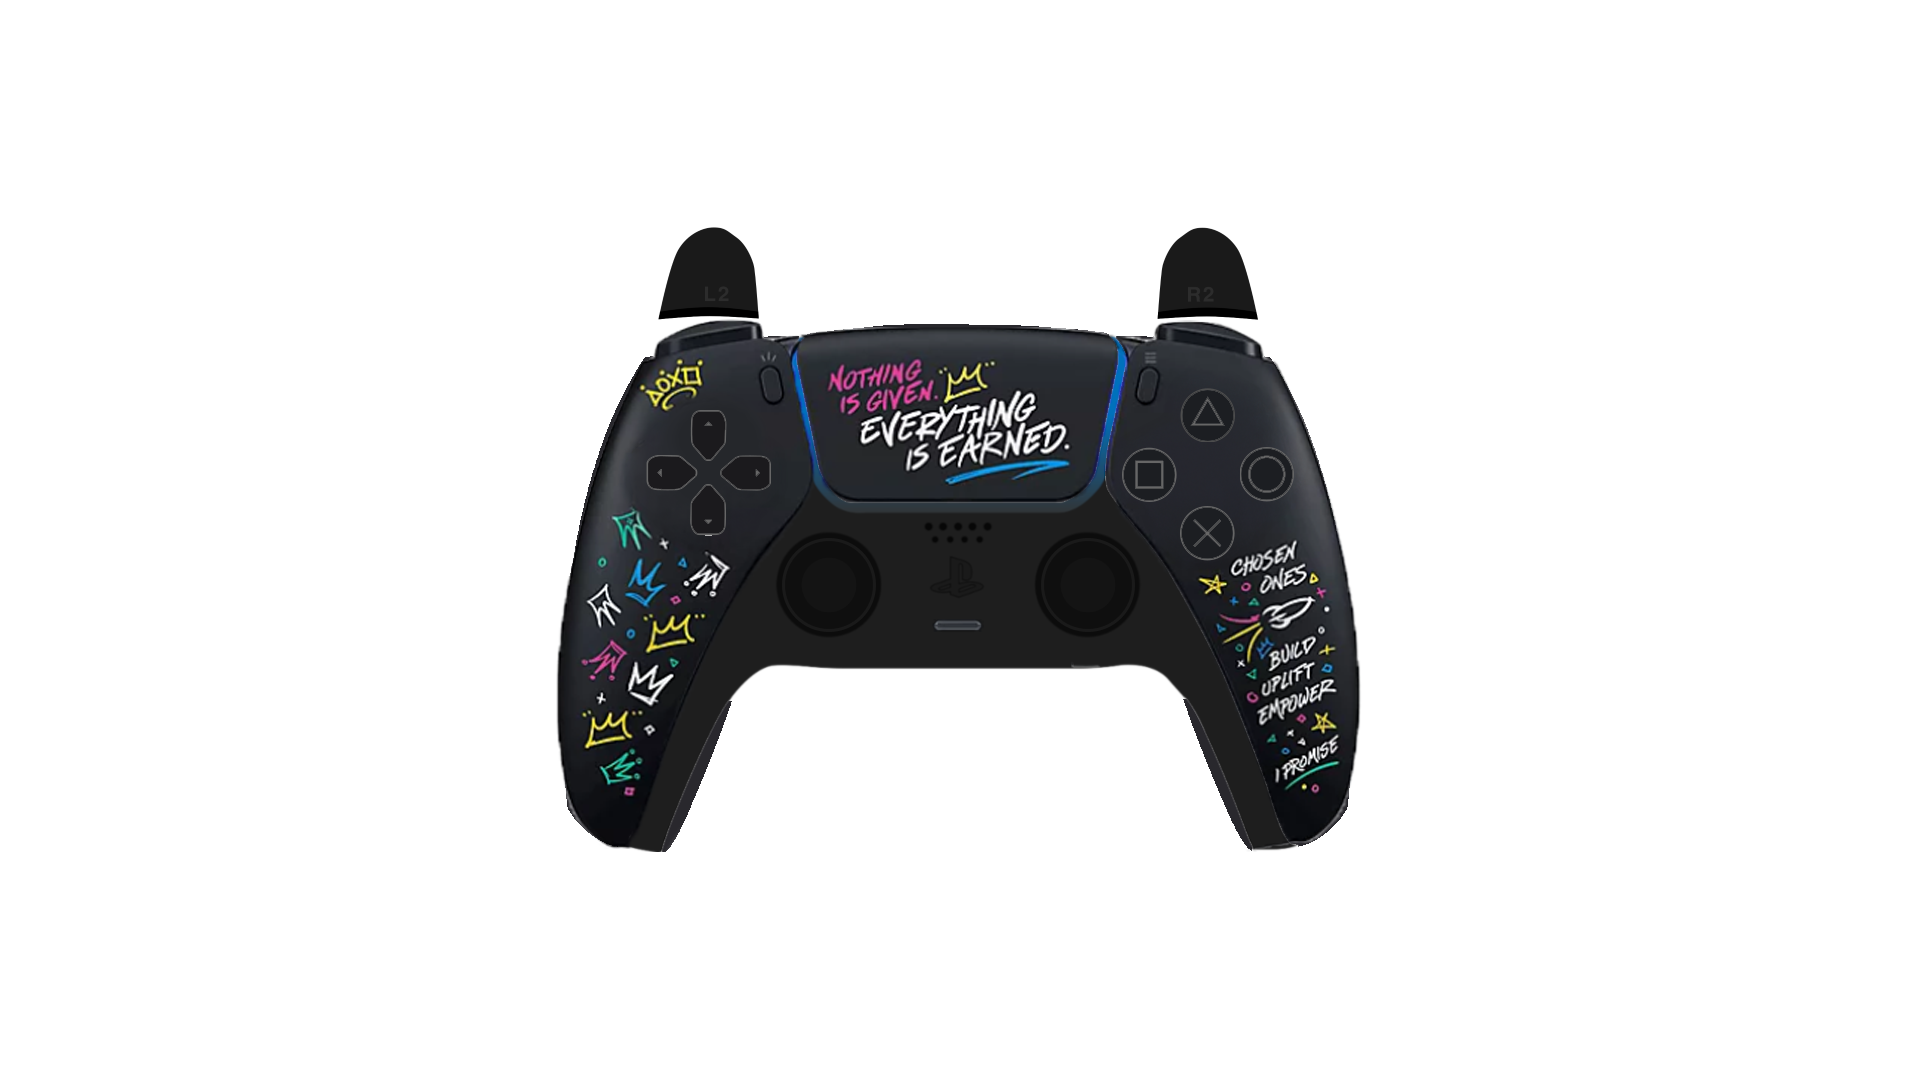 L2
R2
NOTHING
IS GIVEN.
EVERYTHING
IS EARNED.
CHOSEN
ONES
BUILD
UPLIFT
EMPOWER
I PROMISE